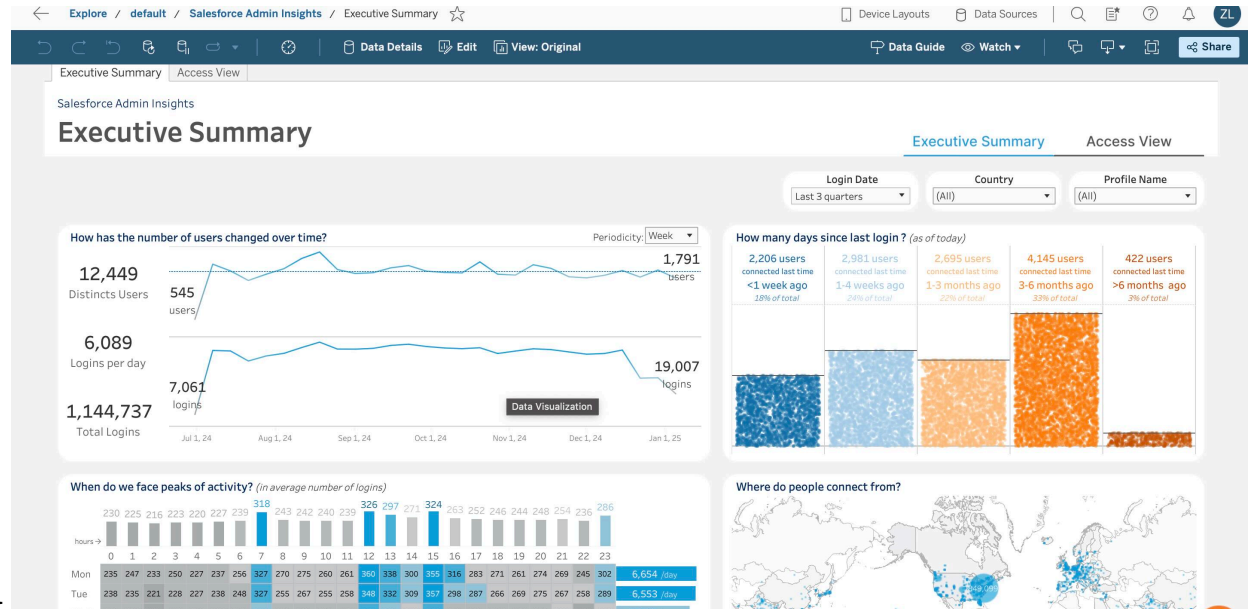 Explore / default / Salesforce Admin Insights / Executive Summary
Device Layouts
Data Sources
ZL
Data Details
Edit
View: Original
Data Guide
Watch
Share
Executive Summary
Access View
Salesforce Admin Insights
Executive Summary
Executive Summary
Access View
Login Date
Last 3 quarters
Country
(All)
Profile Name
(All)
How has the number of users changed over time?
Periodicity: Week
12,449
Distincts Users
545
users
1,791
users
6,089
Logins per day
7,061
logins
19,007
logins
1,144,737
Total Logins
Data Visualization
Jul 1, 24 Aug 1, 24 Sep 1, 24 Oct 1, 24 Nov 1, 24 Dec 1, 24 Jan 1, 25
How many days since last login ? (as of today)
2,206 users
connected last time
<1 week ago
18% of total
2,981 users
connected last time
1-4 weeks ago
24% of total
2,695 users
connected last time
1-3 months ago
22% of total
4,145 users
connected last time
3-6 months ago
33% of total
422 users
connected last time
>6 months ago
3% of total
When do we face peaks of activity? (in average number of logins)
230 225 216 223 220 227 239 318 243 242 240 239 326 297 271 324 263 252 246 244 248 254 236 286
hours →
0 1 2 3 4 5 6 7 8 9 10 11 12 13 14 15 16 17 18 19 20 21 22 23
Mon 235 247 233 250 227 237 256 327 270 275 260 261 360 338 300 355 316 283 271 261 274 269 245 302 6,654 /day
Tue 238 235 221 228 227 238 248 327 255 267 255 258 348 332 309 357 298 287 266 269 275 267 258 289 6,553 /day
Where do people connect from?